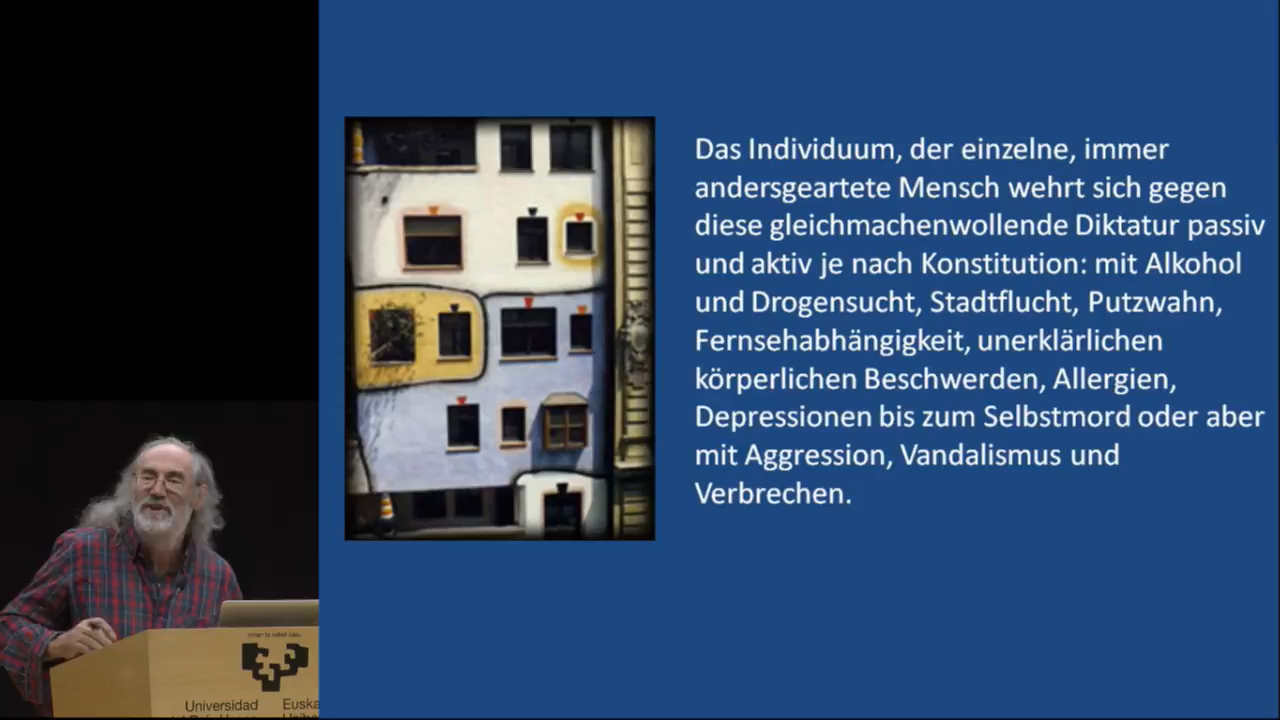 Das Individuum, der einzelne, immer
andersgeartete Mensch wehrt sich gegen
diese gleichmachenwollende Diktatur passiv
und aktiv je nach Konstitution: mit Alkohol
und Drogensucht, Stadtflucht, Putzwahn,
Fernsehabhängigkeit, unerklärlichen
körperlichen Beschwerden, Allergien,
Depressionen bis zum Selbstmord oder aber
mit Aggression, Vandalismus und
Verbrechen.
Universidad Euska